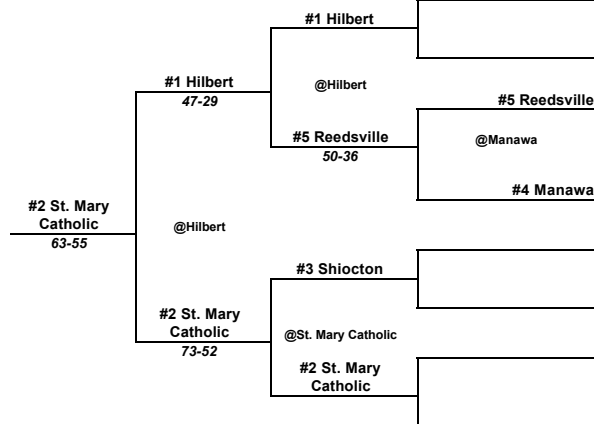 #1 Hilbert
#1 Hilbert
47-29
@Hilbert
#5 Reedsville
@Manawa
#5 Reedsville
50-36
#4 Manawa
#2 St. Mary
Catholic
63-55
@Hilbert
#3 Shiocton
#2 St. Mary
Catholic
73-52
@St. Mary Catholic
#2 St. Mary
Catholic